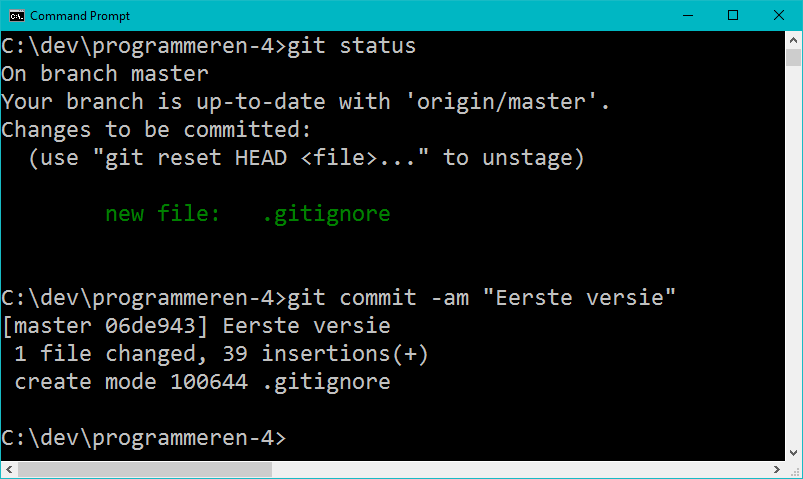 Command Prompt
C:\dev\programmeren-4>git status
On branch master
Your branch is up-to-date with 'origin/master'.
Changes to be committed:
  (use "git reset HEAD <file>..." to unstage)
        new file:   .gitignore
C:\dev\programmeren-4>git commit -am "Eerste versie"
[master 06de943] Eerste versie
 1 file changed, 39 insertions(+)
 create mode 100644 .gitignore
C:\dev\programmeren-4>